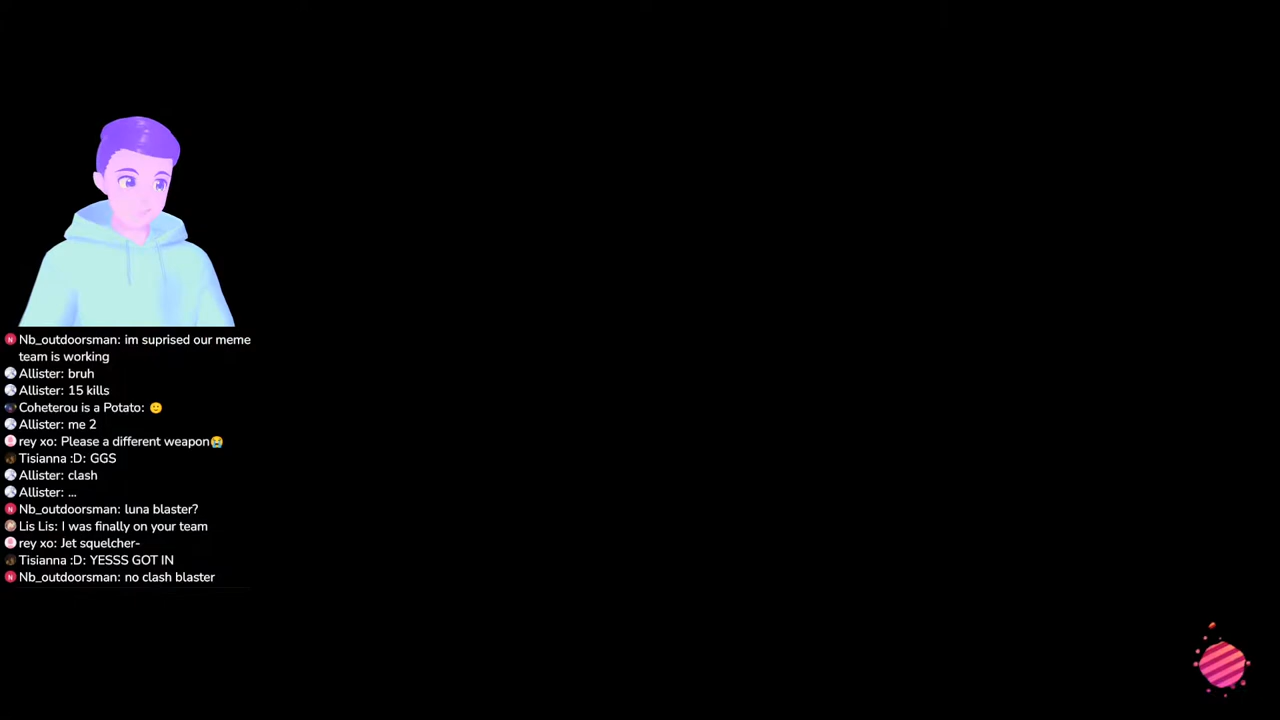 Nb_outdoorsman: im suprised our meme
team is working
Allister: bruh
Allister: 15 kills
Coheterou is a Potato: 🙂
Allister: me 2
rey xo: Please a different weapon😭
Tisianna :D: GGS
Allister: clash
Allister: ...
Nb_outdoorsman: luna blaster?
Lis Lis: I was finally on your team
rey xo: Jet squelcher-
Tisianna :D: YESSS GOT IN
Nb_outdoorsman: no clash blaster